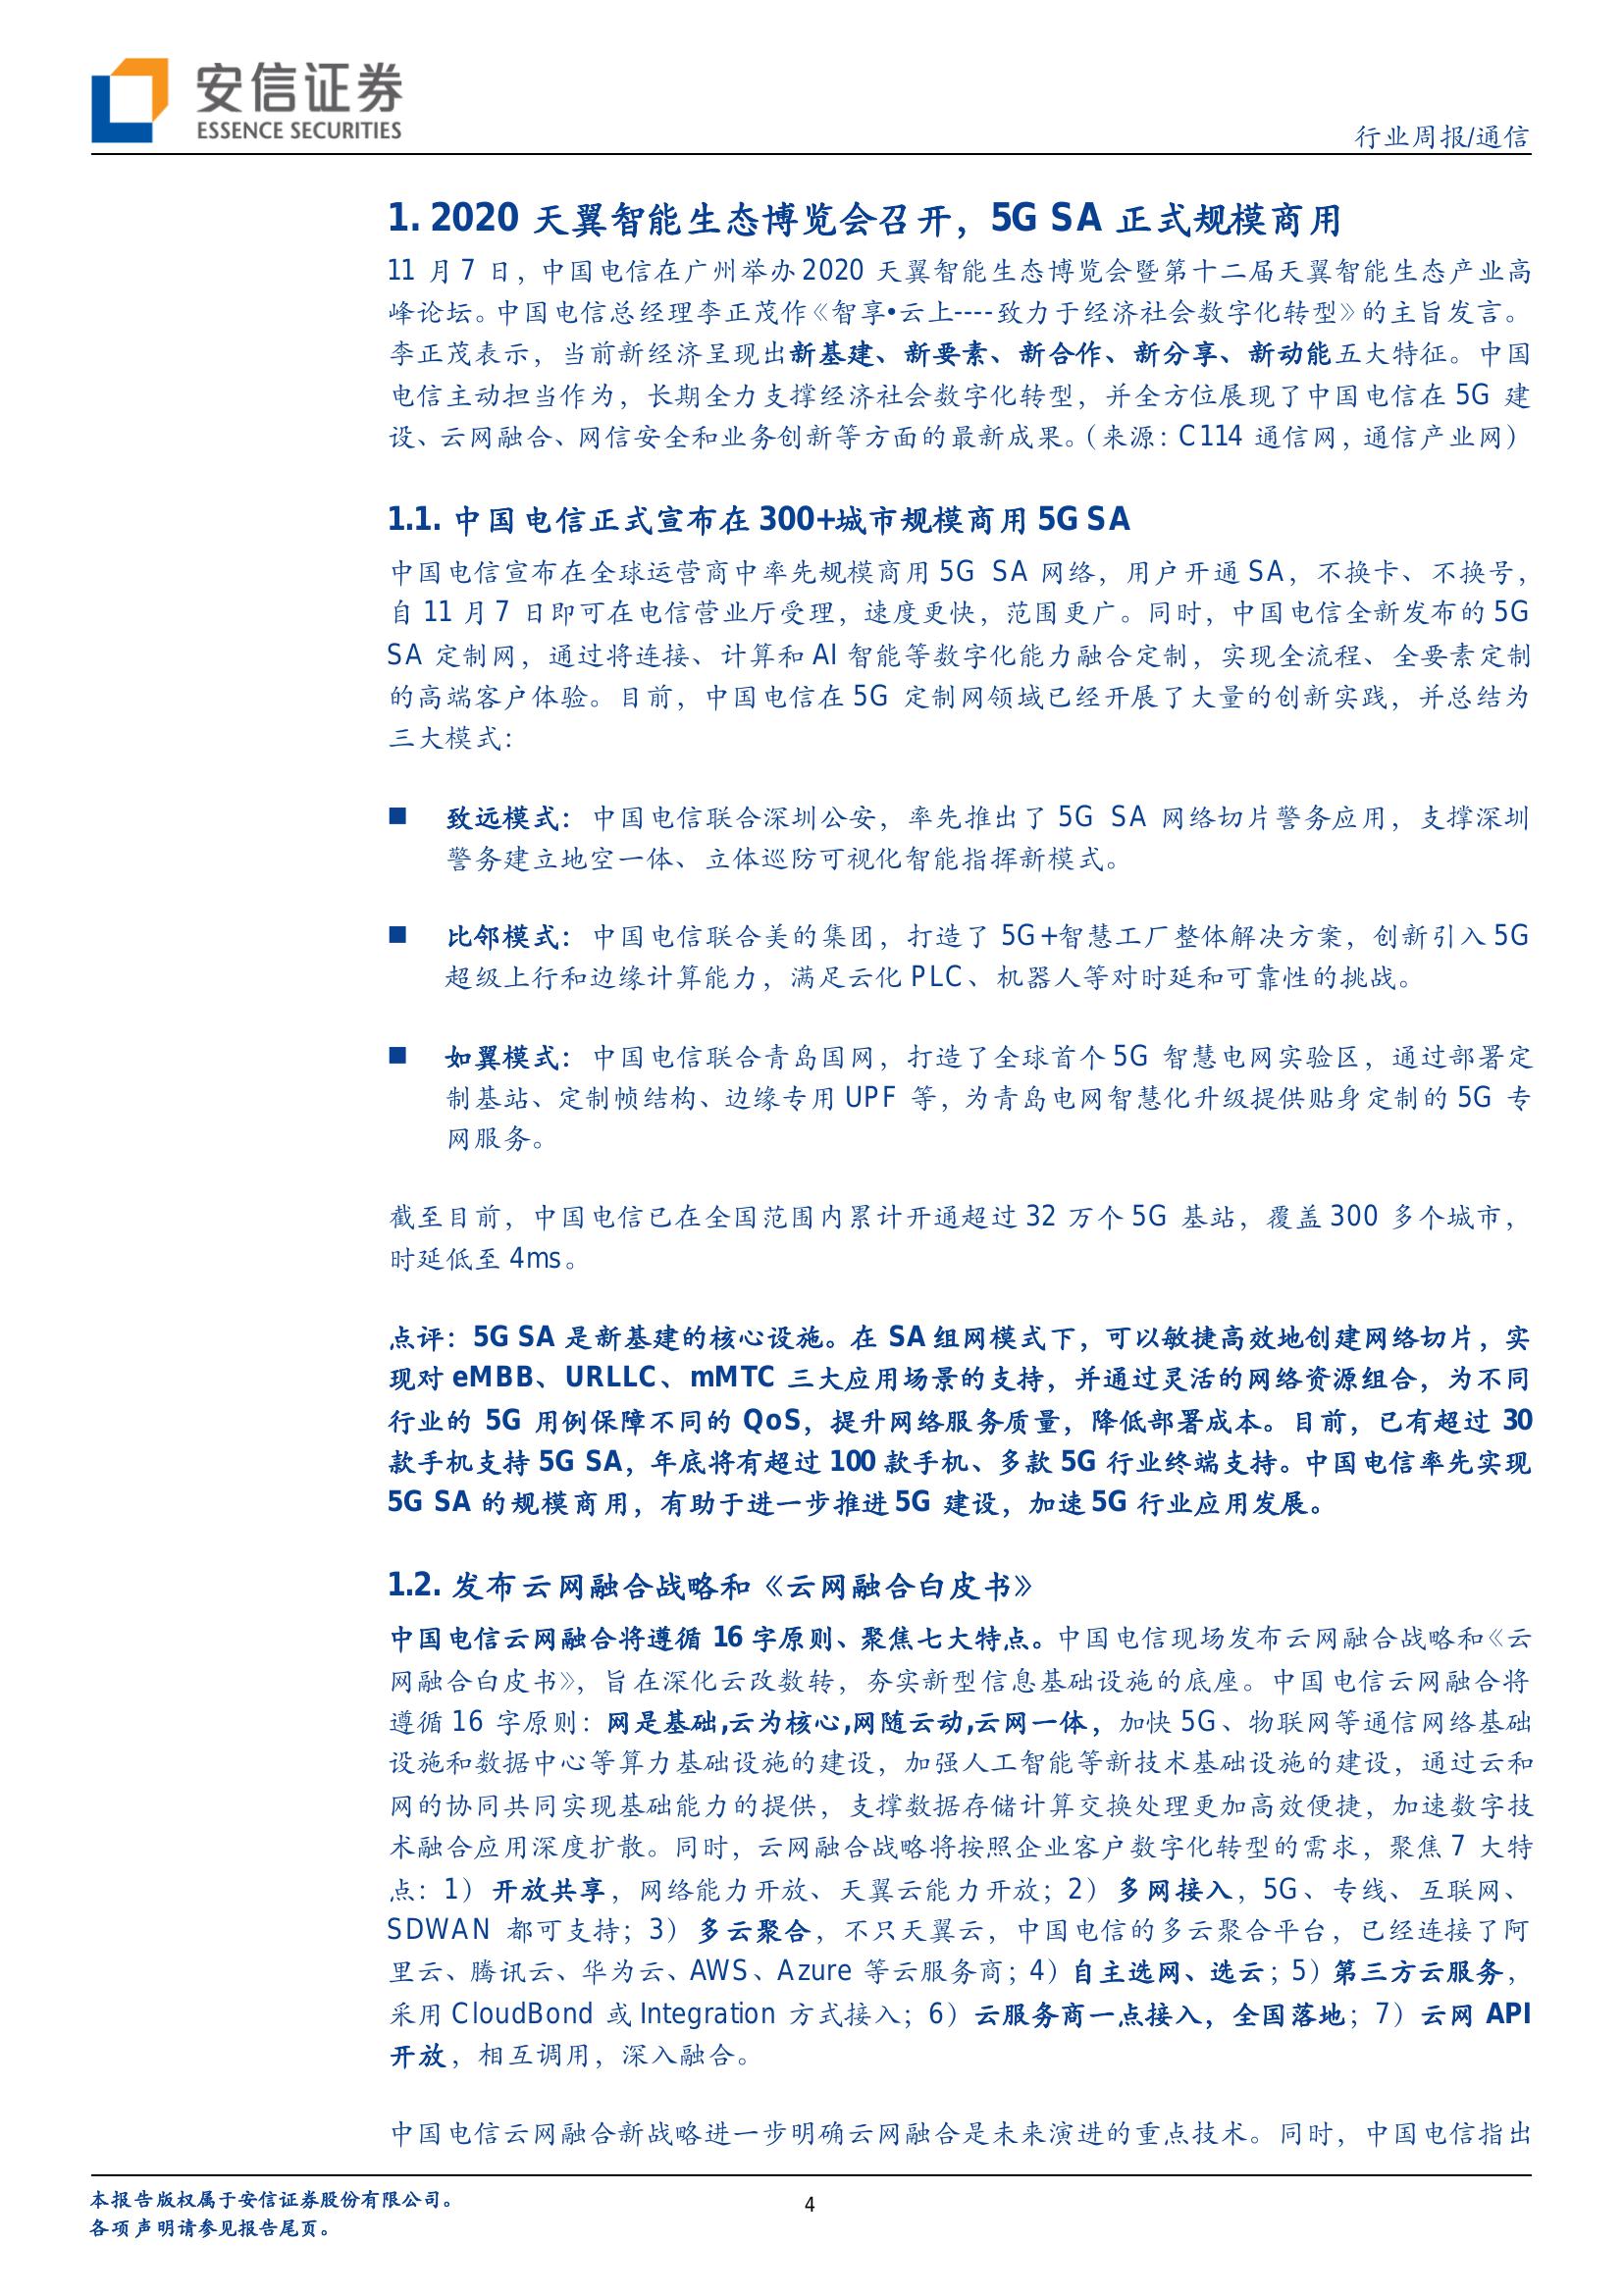 安信证券
ESSENCE SECURITIES
行业周报/通信
1. 2020 天翼智能生态博览会召开，5G SA 正式规模商用
11 月 7 日，中国电信在广州举办 2020 天翼智能生态博览会暨第十二届天翼智能生态产业高
峰论坛。中国电信总经理李正茂作《智享•云上----致力于经济社会数字化转型》的主旨发言。
李正茂表示，当前新经济呈现出新基建、新要素、新合作、新分享、新动能五大特征。中国
电信主动担当作为，长期全力支撑经济社会数字化转型，并全方位展现了中国电信在 5G 建
设、云网融合、网信安全和业务创新等方面的最新成果。（来源：C114 通信网，通信产业网）
1.1. 中国电信正式宣布在 300+城市规模商用 5G SA
中国电信宣布在全球运营商中率先规模商用 5G SA 网络，用户开通 SA，不换卡、不换号，
自 11 月 7 日即可在电信营业厅受理，速度更快，范围更广。同时，中国电信全新发布的 5G
SA 定制网，通过将连接、计算和 AI 智能等数字化能力融合定制，实现全流程、全要素定制
的高端客户体验。目前，中国电信在 5G 定制网领域已经开展了大量的创新实践，并总结为
三大模式：
■ 致远模式：中国电信联合深圳公安，率先推出了 5G SA 网络切片警务应用，支撑深圳
警务建立地空一体、立体巡防可视化智能指挥新模式。
■ 比邻模式：中国电信联合美的集团，打造了 5G+智慧工厂整体解决方案，创新引入 5G
超级上行和边缘计算能力，满足云化 PLC、机器人等对时延和可靠性的挑战。
■ 如翼模式：中国电信联合青岛国网，打造了全球首个 5G 智慧电网实验区，通过部署定
制基站、定制帧结构、边缘专用 UPF 等，为青岛电网智慧化升级提供贴身定制的 5G 专
网服务。
截至目前，中国电信已在全国范围内累计开通超过 32 万个 5G 基站，覆盖 300 多个城市，
时延低至 4ms。
点评：5G SA 是新基建的核心设施。在 SA 组网模式下，可以敏捷高效地创建网络切片，实
现对 eMBB、URLLC、mMTC 三大应用场景的支持，并通过灵活的网络资源组合，为不同
行业的 5G 用例保障不同的 QoS，提升网络服务质量，降低部署成本。目前，已有超过 30
款手机支持 5G SA，年底将有超过 100 款手机、多款 5G 行业终端支持。中国电信率先实现
5G SA 的规模商用，有助于进一步推进 5G 建设，加速 5G 行业应用发展。
1.2. 发布云网融合战略和《云网融合白皮书》
中国电信云网融合将遵循 16 字原则、聚焦七大特点。中国电信现场发布云网融合战略和《云
网融合白皮书》，旨在深化云改数转，夯实新型信息基础设施的底座。中国电信云网融合将
遵循 16 字原则：网是基础,云为核心,网随云动,云网一体，加快 5G、物联网等通信网络基础
设施和数据中心等算力基础设施的建设，加强人工智能等新技术基础设施的建设，通过云和
网的协同共同实现基础能力的提供，支撑数据存储计算交换处理更加高效便捷，加速数字技
术融合应用深度扩散。同时，云网融合战略将按照企业客户数字化转型的需求，聚焦 7 大特
点：1）开放共享，网络能力开放、天翼云能力开放；2）多网接入，5G、专线、互联网、
SDWAN 都可支持；3）多云聚合，不只天翼云，中国电信的多云聚合平台，已经连接了阿
里云、腾讯云、华为云、AWS、Azure 等云服务商；4）自主选网、选云；5）第三方云服务，
采用 CloudBond 或 Integration 方式接入；6）云服务商一点接入，全国落地；7）云网 API
开放，相互调用，深入融合。
中国电信云网融合新战略进一步明确云网融合是未来演进的重点技术。同时，中国电信指出
本报告版权属于安信证券股份有限公司。
各项声明请参见报告尾页。
4